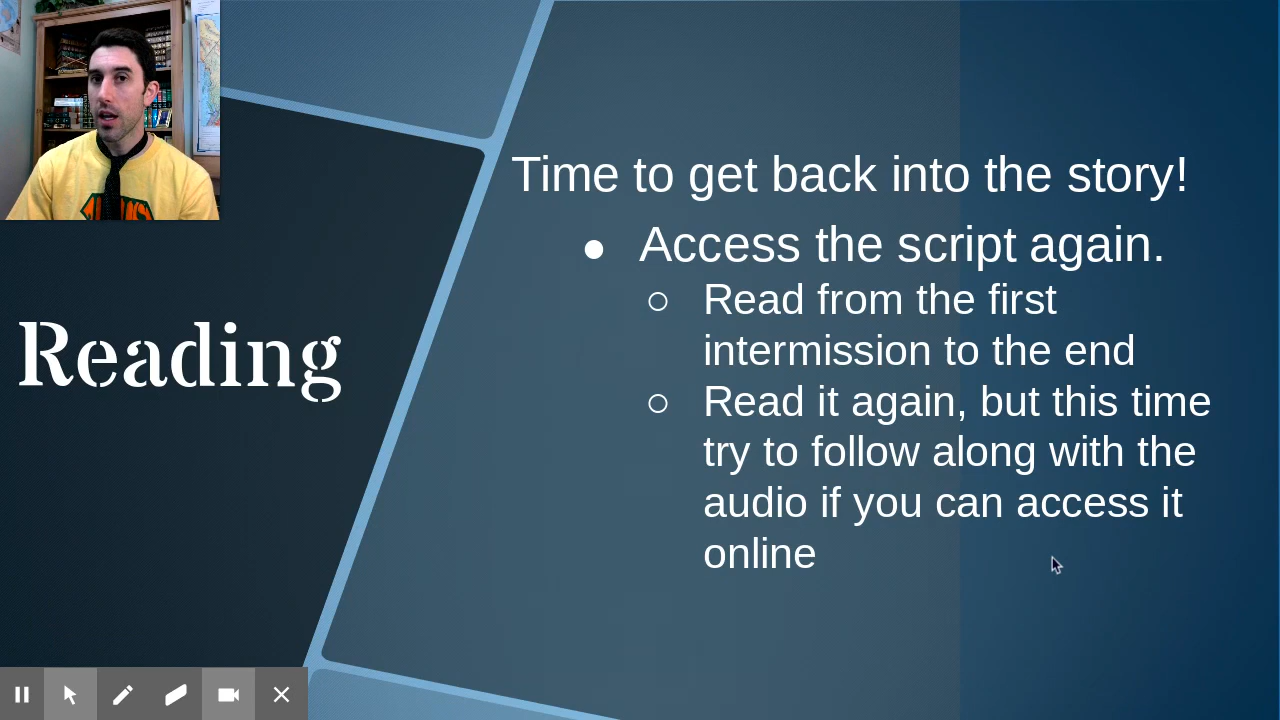 Time to get back into the story!
● Access the script again.
○ Read from the first
intermission to the end
○ Read it again, but this time
try to follow along with the
audio if you can access it
online
Reading